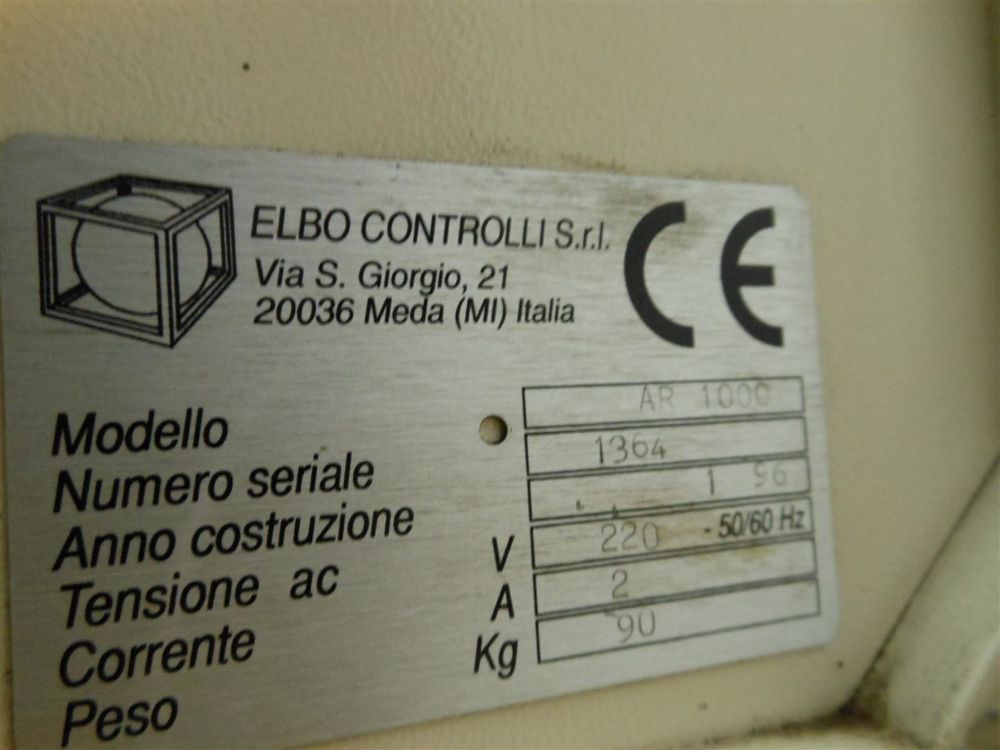 ELBO CONTROLLI S.r.l.
Via S. Giorgio, 21
20036 Meda (MI) Italia
CE
Modello AR 1000
Numero seriale 1364
Anno costruzione 1 96
Tensione ac V 220 - 50/60 Hz
Corrente A 2
Peso Kg 90